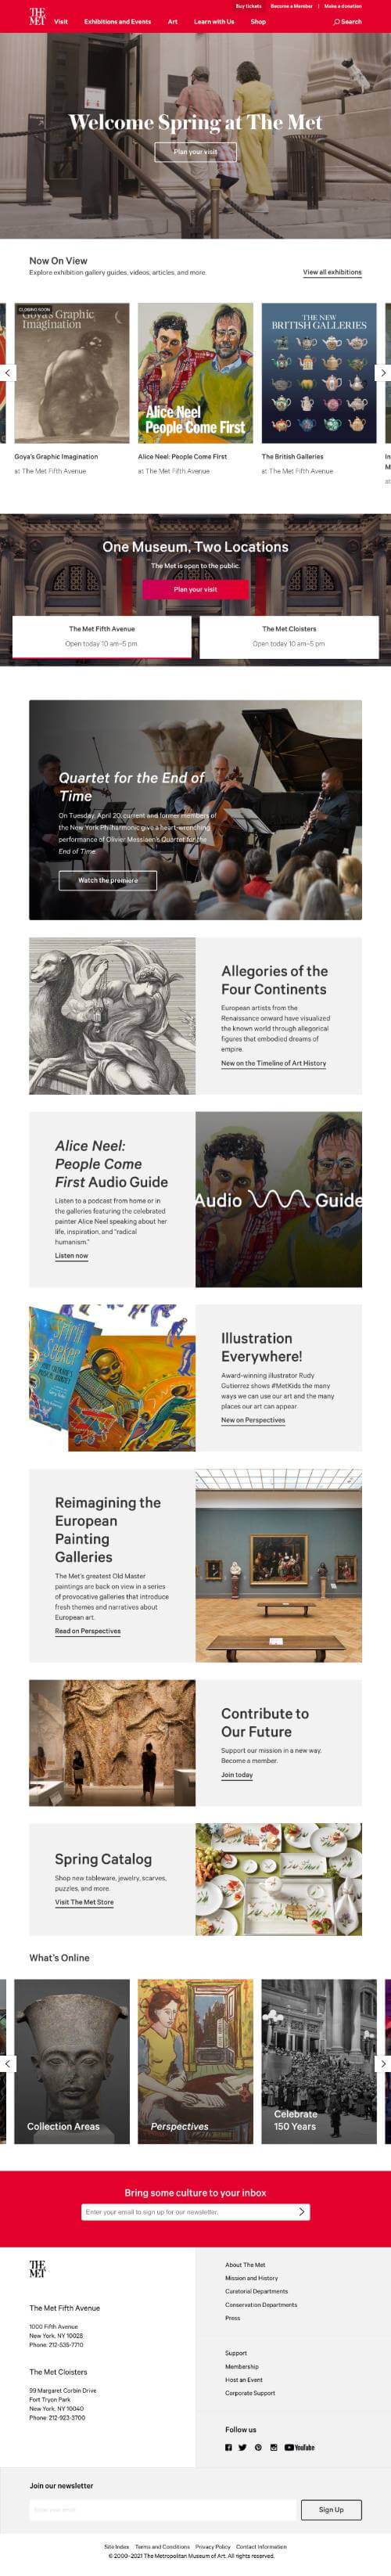 Buy tickets Become a Member | Make a donation
THE MET Visit Exhibitions and Events Art Learn with Us Shop Search
Welcome Spring at The Met
Plan your visit
Now On View
Explore exhibition gallery guides, videos, articles, and more
View all exhibitions
CLOSING SOON
Goya's Graphic
Imagination
Alice Neel
People Come First
THE NEW
BRITISH GALLERIES
Goya's Graphic Imagination
at The Met Fifth Avenue
Alice Neel: People Come First
at The Met Fifth Avenue
The British Galleries
at The Met Fifth Avenue
In
M
at
One Museum, Two Locations
The Met is open to the public.
Plan your visit
The Met Fifth Avenue
Open today 10 am–5 pm
The Met Cloisters
Open today 10 am–5 pm
Quartet for the End of
Time
On Tuesday, April 20, current and former members of
the New York Philharmonic give a heart-wrenching
performance of Olivier Messiaen's Quartet for the
End of Time.
Watch the premiere
Allegories of the
Four Continents
European artists from the
Renaissance onward have visualized
the known world through allegorical
figures that embodied dreams of
empire.
New on the Timeline of Art History
Alice Neel:
People Come
First Audio Guide
Listen to a podcast from home or in
the galleries featuring the celebrated
painter Alice Neel speaking about her
life, inspiration, and "radical
humanism."
Listen now
Audio Guide
Spirit
Seeker
Illustration
Everywhere!
Award-winning illustrator Rudy
Gutierrez shows #MetKids the many
ways we can use our art and the many
places our art can appear.
New on Perspectives
Reimagining the
European
Painting
Galleries
The Met's greatest Old Master
paintings are back on view in a series
of provocative galleries that introduce
fresh themes and narratives about
European art.
Read on Perspectives
Contribute to
Our Future
Support our mission in a new way.
Become a member.
Join today
Spring Catalog
Shop new tableware, jewelry, scarves,
puzzles, and more.
Visit The Met Store
What's Online
Collection Areas
Perspectives
Celebrate
150 Years
Bring some culture to your inbox
Enter your email to sign up for our newsletter.
THE MET
The Met Fifth Avenue
1000 Fifth Avenue
New York, NY 10028
Phone: 212-535-7710
The Met Cloisters
99 Margaret Corbin Drive
Fort Tryon Park
New York, NY 10040
Phone: 212-923-3700
About The Met
Mission and History
Curatorial Departments
Conservation Departments
Press
Support
Membership
Host an Event
Corporate Support
Follow us
YouTube
Join our newsletter
Sign Up
Site Index Terms and Conditions Privacy Policy Contact Information
© 2000–2021 The Metropolitan Museum of Art. All rights reserved.